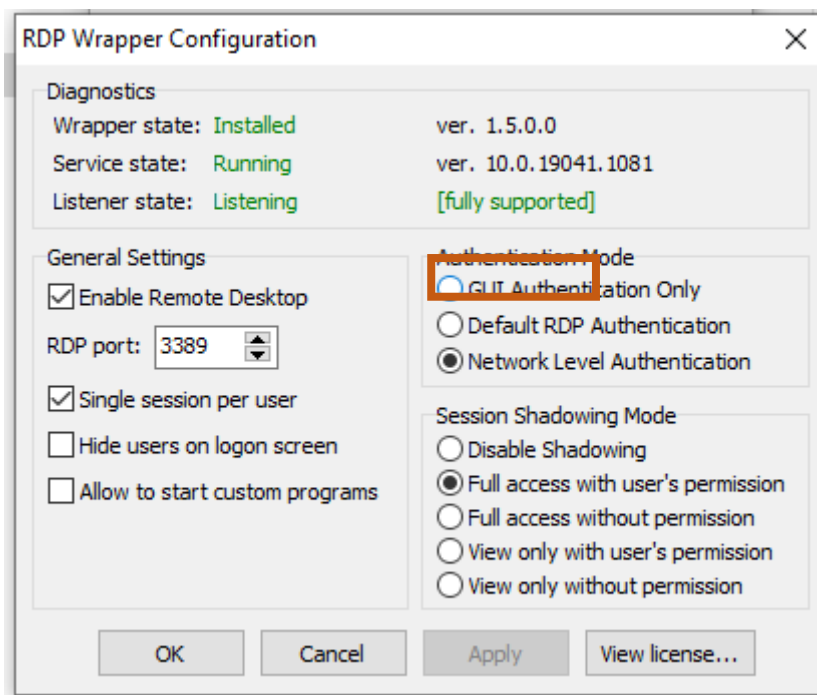 RDP Wrapper Configuration
Diagnostics
Wrapper state: Installed ver. 1.5.0.0
Service state: Running ver. 10.0.19041.1081
Listener state: Listening [fully supported]
General Settings
Enable Remote Desktop
RDP port: 3389
Single session per user
Hide users on logon screen
Allow to start custom programs
Authentication Mode
GUI Authentication Only
Default RDP Authentication
Network Level Authentication
Session Shadowing Mode
Disable Shadowing
Full access with user's permission
Full access without permission
View only with user's permission
View only without permission
OK Cancel Apply View license...